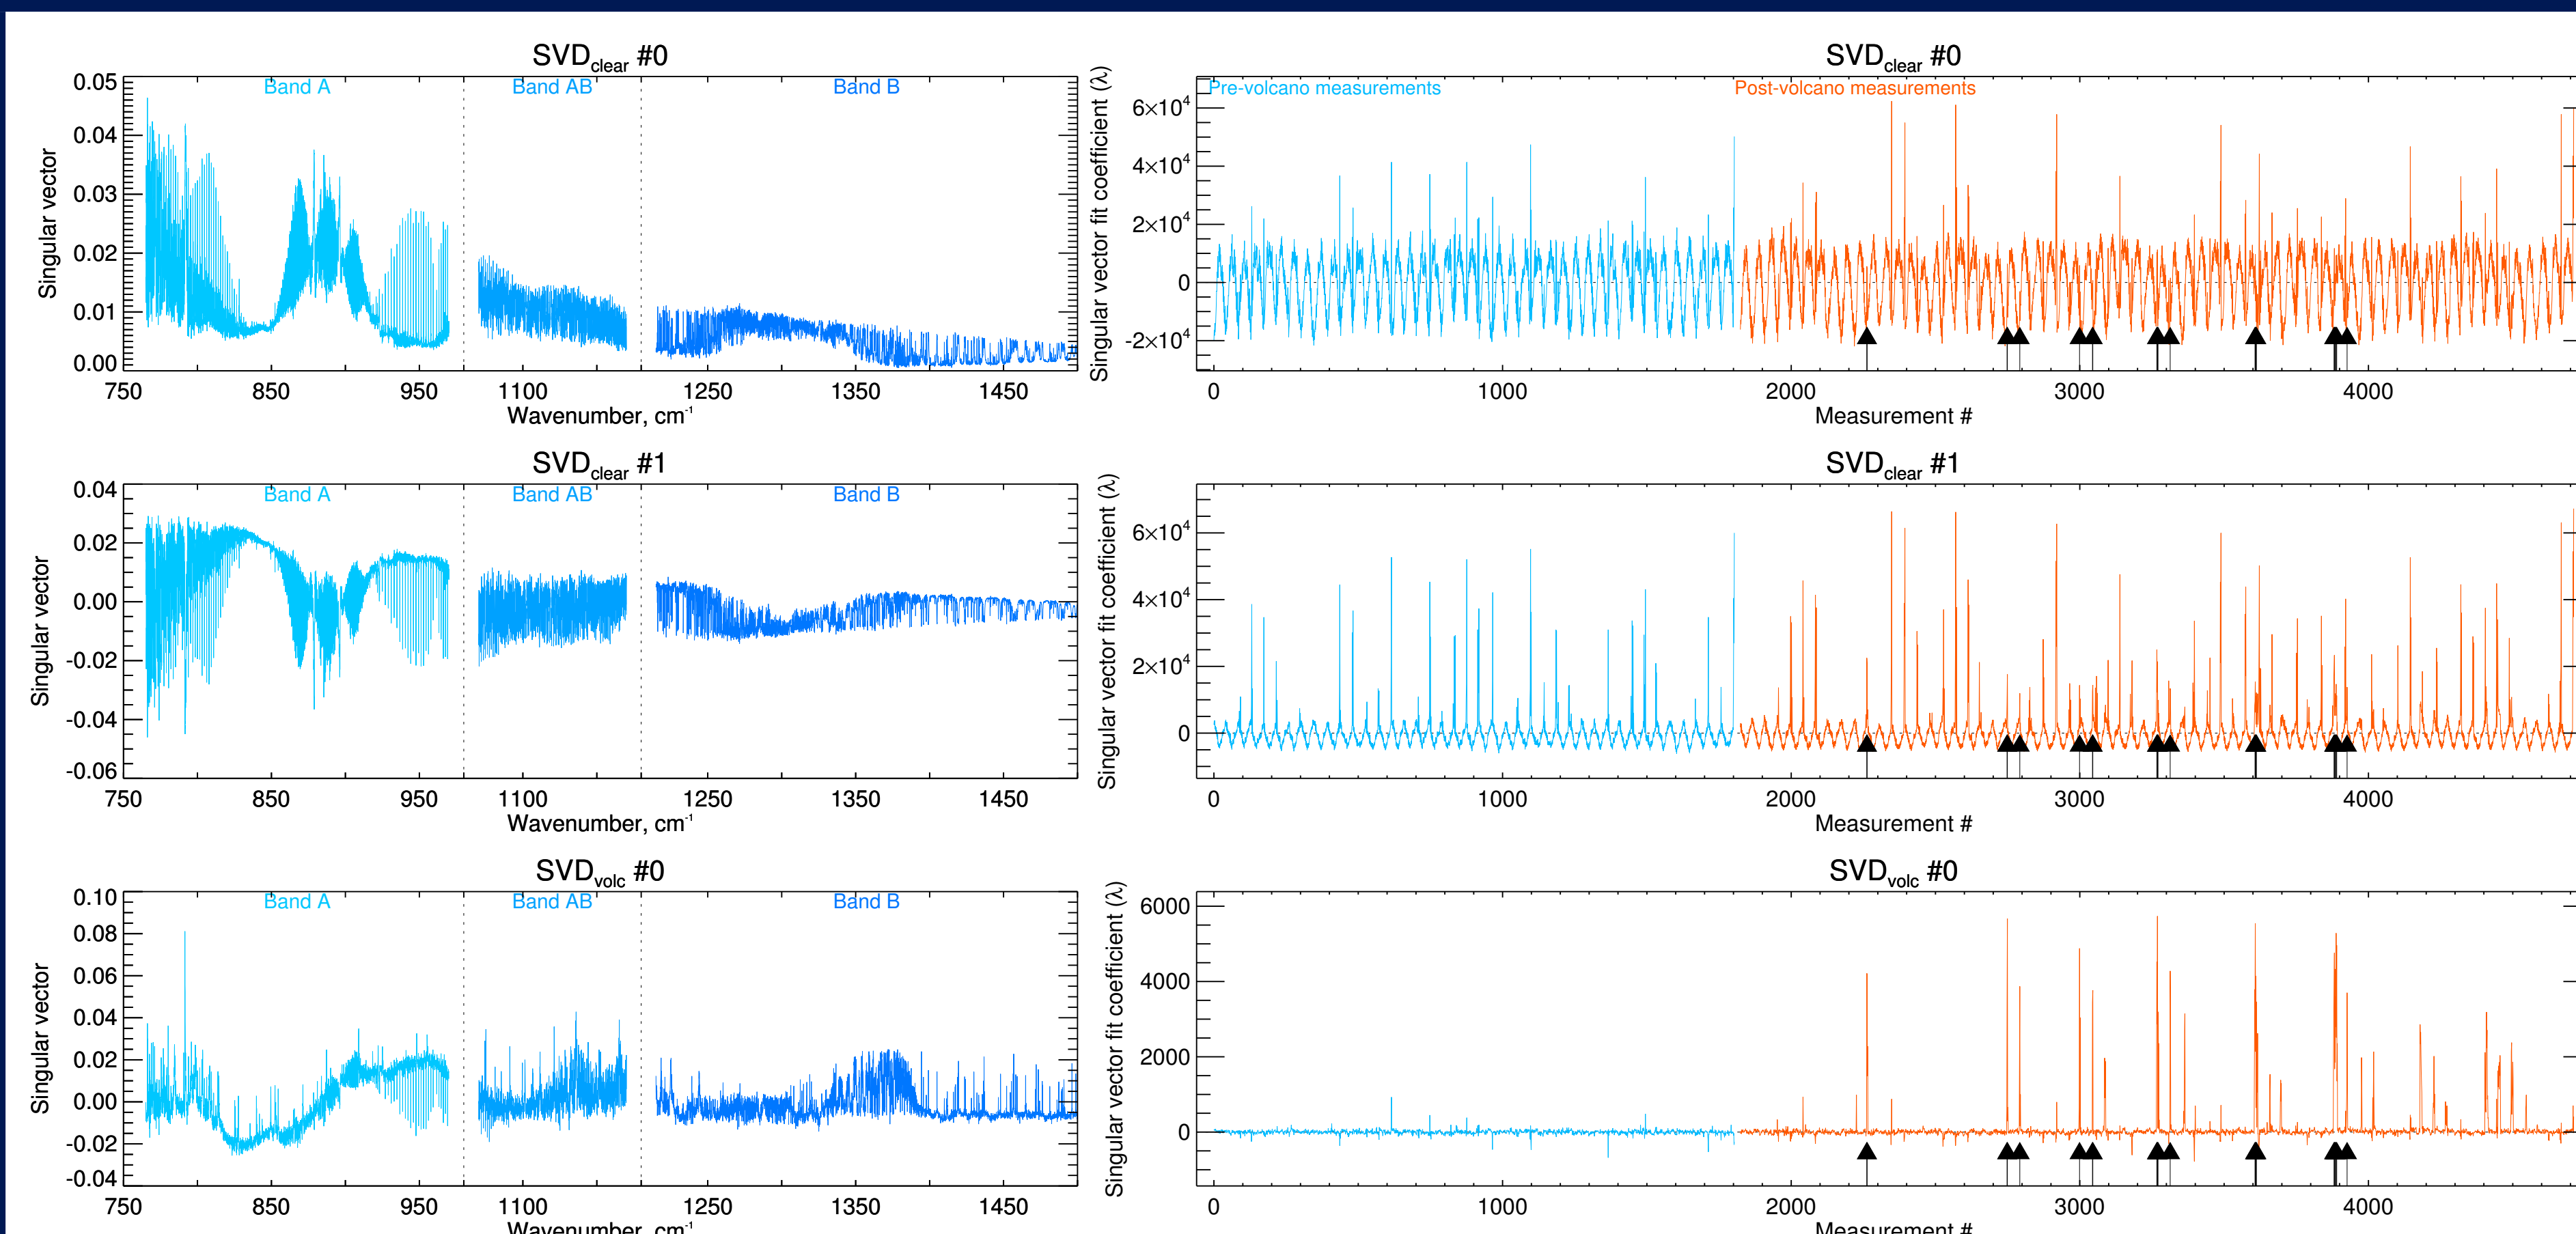 SVDclear #0
Band A Band AB Band B
Singular vector
0.05
0.04
0.03
0.02
0.01
0.00
750 850 950 1100 1250 1350 1450
Wavenumber, cm-1
SVDclear #0
Pre-volcano measurements Post-volcano measurements
Singular vector fit coefficient (λ)
6×10⁴
4×10⁴
2×10⁴
0
-2×10⁴
0 1000 2000 3000 4000
Measurement #
SVDclear #1
Band A Band AB Band B
Singular vector
0.04
0.02
0.00
-0.02
-0.04
-0.06
750 850 950 1100 1250 1350 1450
Wavenumber, cm-1
SVDclear #1
Singular vector fit coefficient (λ)
6×10⁴
4×10⁴
2×10⁴
0
0 1000 2000 3000 4000
Measurement #
SVDvolc #0
Band A Band AB Band B
Singular vector
0.10
0.08
0.06
0.04
0.02
0.00
-0.02
-0.04
750 850 950 1100 1250 1350 1450
Wavenumber, cm-1
SVDvolc #0
Singular vector fit coefficient (λ)
6000
4000
2000
0
0 1000 2000 3000 4000
Measurement #